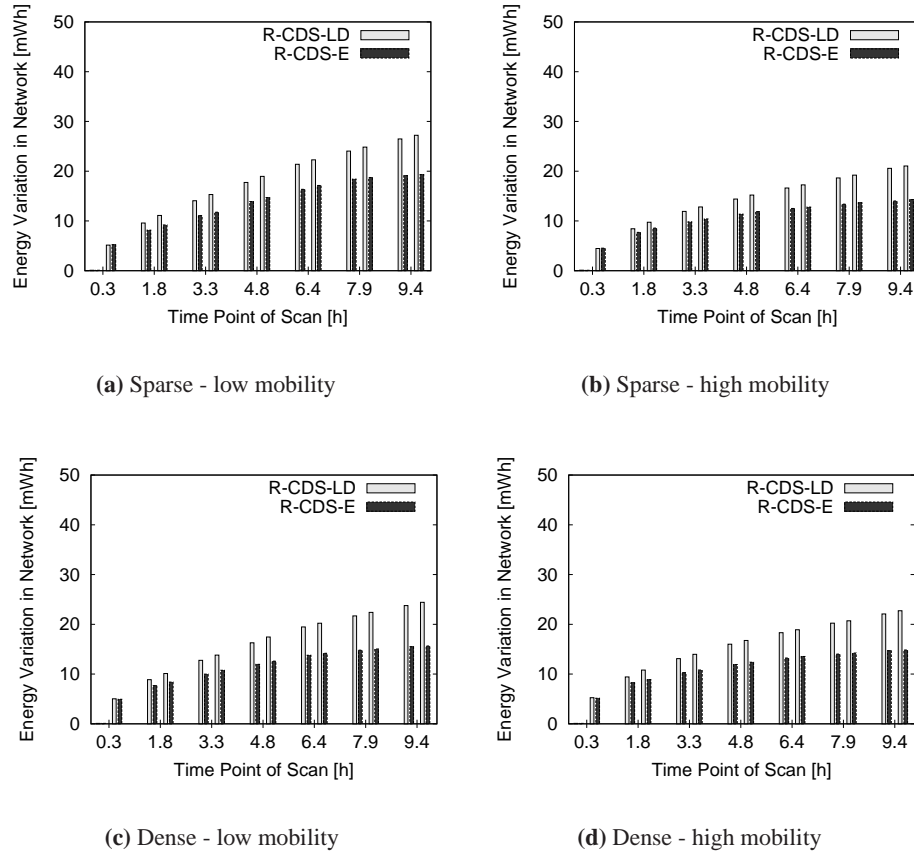 Energy Variation in Network [mWh]
50
40
30
20
10
0
R-CDS-LD
R-CDS-E
0.3 1.8 3.3 4.8 6.4 7.9 9.4
Time Point of Scan [h]
(a) Sparse - low mobility
Energy Variation in Network [mWh]
50
40
30
20
10
0
R-CDS-LD
R-CDS-E
0.3 1.8 3.3 4.8 6.4 7.9 9.4
Time Point of Scan [h]
(b) Sparse - high mobility
Energy Variation in Network [mWh]
50
40
30
20
10
0
R-CDS-LD
R-CDS-E
0.3 1.8 3.3 4.8 6.4 7.9 9.4
Time Point of Scan [h]
(c) Dense - low mobility
Energy Variation in Network [mWh]
50
40
30
20
10
0
R-CDS-LD
R-CDS-E
0.3 1.8 3.3 4.8 6.4 7.9 9.4
Time Point of Scan [h]
(d) Dense - high mobility